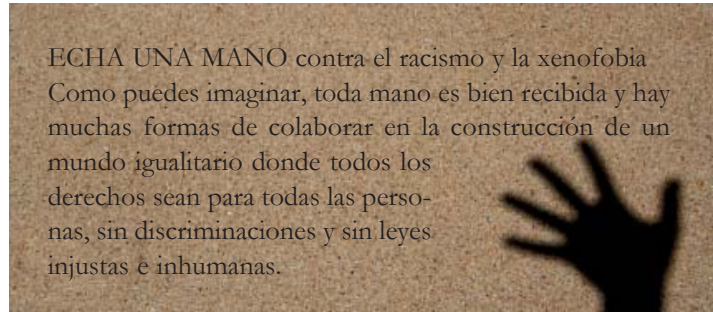 ECHA UNA MANO contra el racismo y la xenofobia
Como puedes imaginar, toda mano es bien recibida y hay
muchas formas de colaborar en la construcción de un
mundo igualitario donde todos los
derechos sean para todas las perso-
nas, sin discriminaciones y sin leyes
injustas e inhumanas.